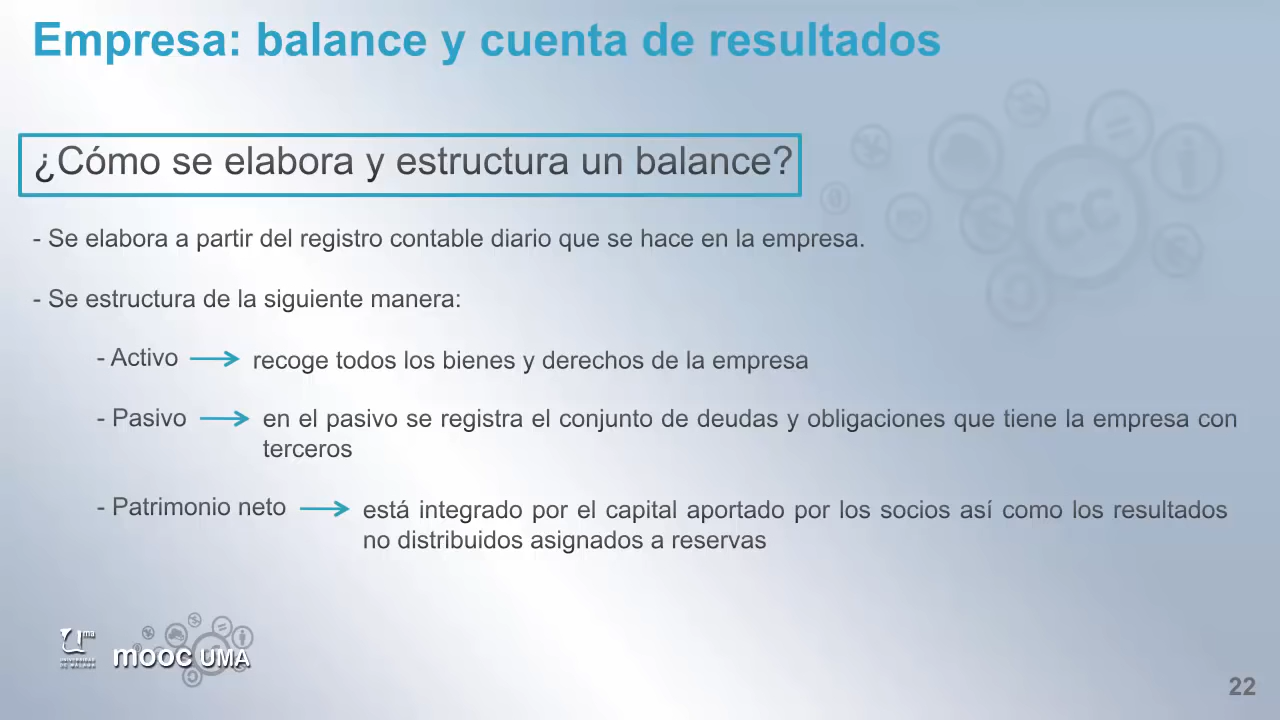 Empresa: balance y cuenta de resultados
¿Cómo se elabora y estructura un balance?
- Se elabora a partir del registro contable diario que se hace en la empresa.
- Se estructura de la siguiente manera:
- Activo
recoge todos los bienes y derechos de la empresa
- Pasivo
en el pasivo se registra el conjunto de deudas y obligaciones que tiene la empresa con
terceros
- Patrimonio neto
está integrado por el capital aportado por los socios así como los resultados
no distribuidos asignados a reservas
uma
UNIVERSIDAD
DE MÁLAGA
mooc UMA
22